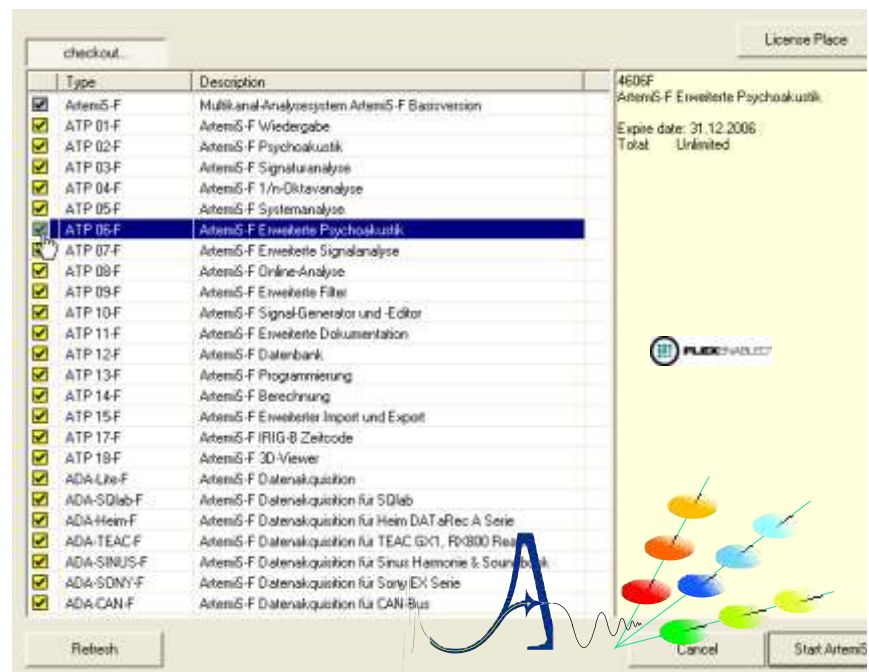 License Place
checkout...
Type Description
ArtemiS-F Multikanal-Analysesystem ArtemiS-F Basisversion
ATP 01-F ArtemiS-F Wiedergabe
ATP 02-F ArtemiS-F Psychoakustik
ATP 03-F ArtemiS-F Signaturanalyse
ATP 04-F ArtemiS-F 1/n-Oktavanalyse
ATP 05-F ArtemiS-F Systemanalyse
ATP 06-F ArtemiS-F Erweiterte Psychoakustik
ATP 07-F ArtemiS-F Erweiterte Signalanalyse
ATP 08-F ArtemiS-F Online-Analyse
ATP 09-F ArtemiS-F Erweiterte Filter
ATP 10-F ArtemiS-F Signal-Generator und -Editor
ATP 11-F ArtemiS-F Erweiterte Dokumentation
ATP 12-F ArtemiS-F Datenbank
ATP 13-F ArtemiS-F Programmierung
ATP 14-F ArtemiS-F Berechnung
ATP 15-F ArtemiS-F Erweiterter Import und Export
ATP 17-F ArtemiS-F IRIG-B Zeitcode
ATP 18-F ArtemiS-F 3D-Viewer
ADA-Lite-F ArtemiS-F Datenakquisition
ADA-SQlab-F ArtemiS-F Datenakquisition für SQlab
ADA-Heim-F ArtemiS-F Datenakquisition für Heim DATaRec A Serie
ADA-TEAC-F ArtemiS-F Datenakquisition für TEAC GX1, RX800
ADA-SINUS-F ArtemiS-F Datenakquisition für Sinus Harmonie &
ADA-SONY-F ArtemiS-F Datenakquisition für Sony EX Serie
ADA-CAN-F ArtemiS-F Datenakquisition für CAN-Bus
4606F
ArtemiS-F Erweiterte Psychoakustik
Expire date: 31.12.2006
Total: Unlimited
FLEXENABLED
A
Refresh
Cancel
Start ArtemiS